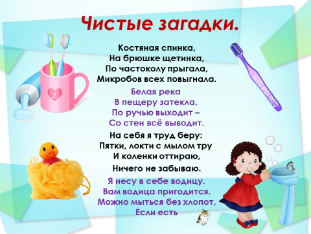 Чистые загадки.
Костяная спинка,
На брюшке щетинка,
По частоколу прыгала,
Микробов всех повыгнала.
Белая река
В пещеру затекла,
По ручью выходит –
Со стен всё выводит.
На себя я труд беру:
Пятки, локти с мылом тру
И коленки оттираю,
Ничего не забываю.
Я несу в себе водицу.
Вам водица пригодится.
Можно мыться без хлопот,
Если есть